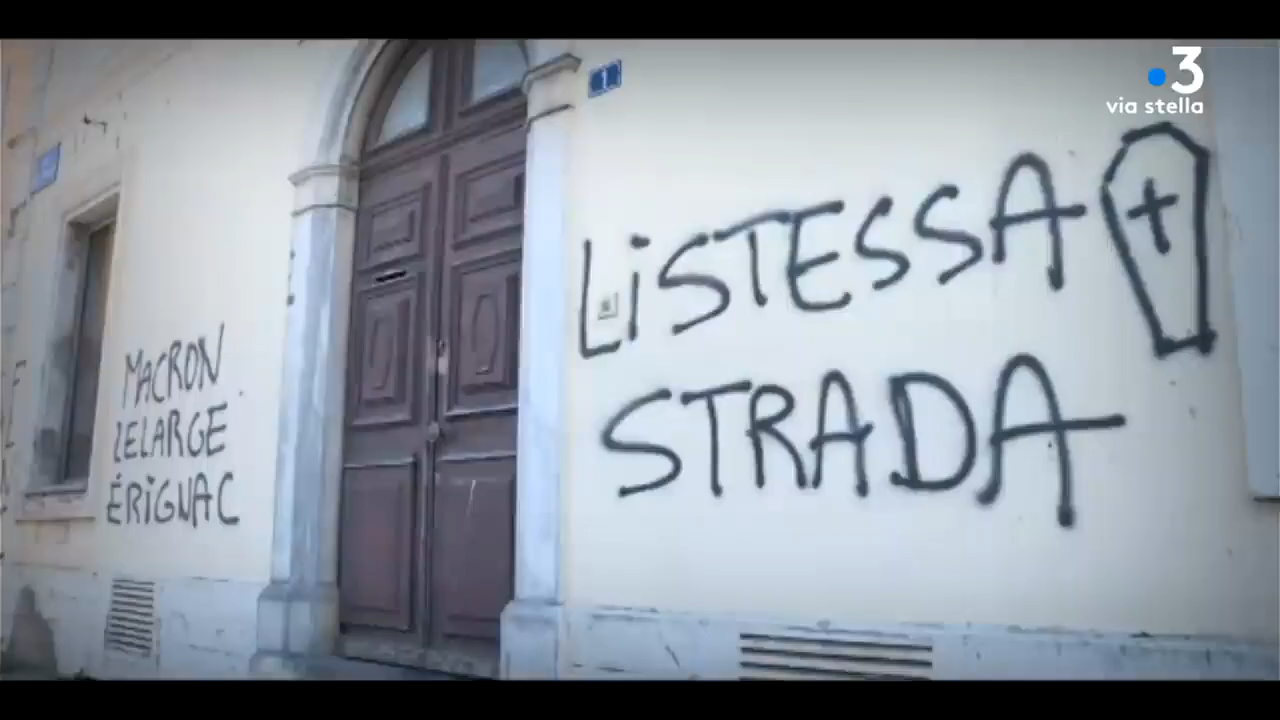 3
via stella
1
MACRON
LELARGE
ÉRiGNAC
LiSTESSA
STRADA